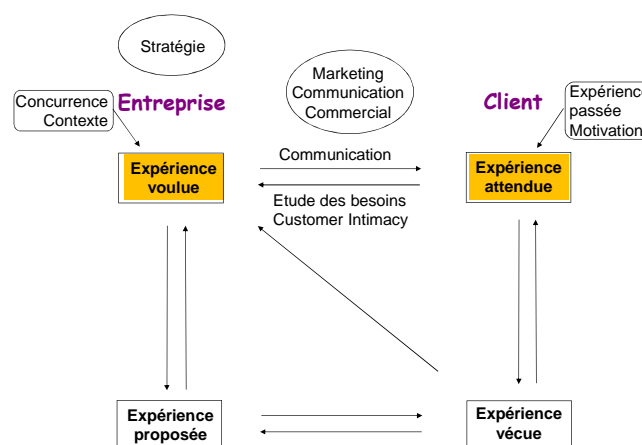 Stratégie
Marketing
Communication
Commercial
Concurrence
Contexte
Entreprise
Client
Expérience
passée
Motivation
Expérience
voulue
Communication
Expérience
attendue
Etude des besoins
Customer Intimacy
Expérience
proposée
Expérience
vécue